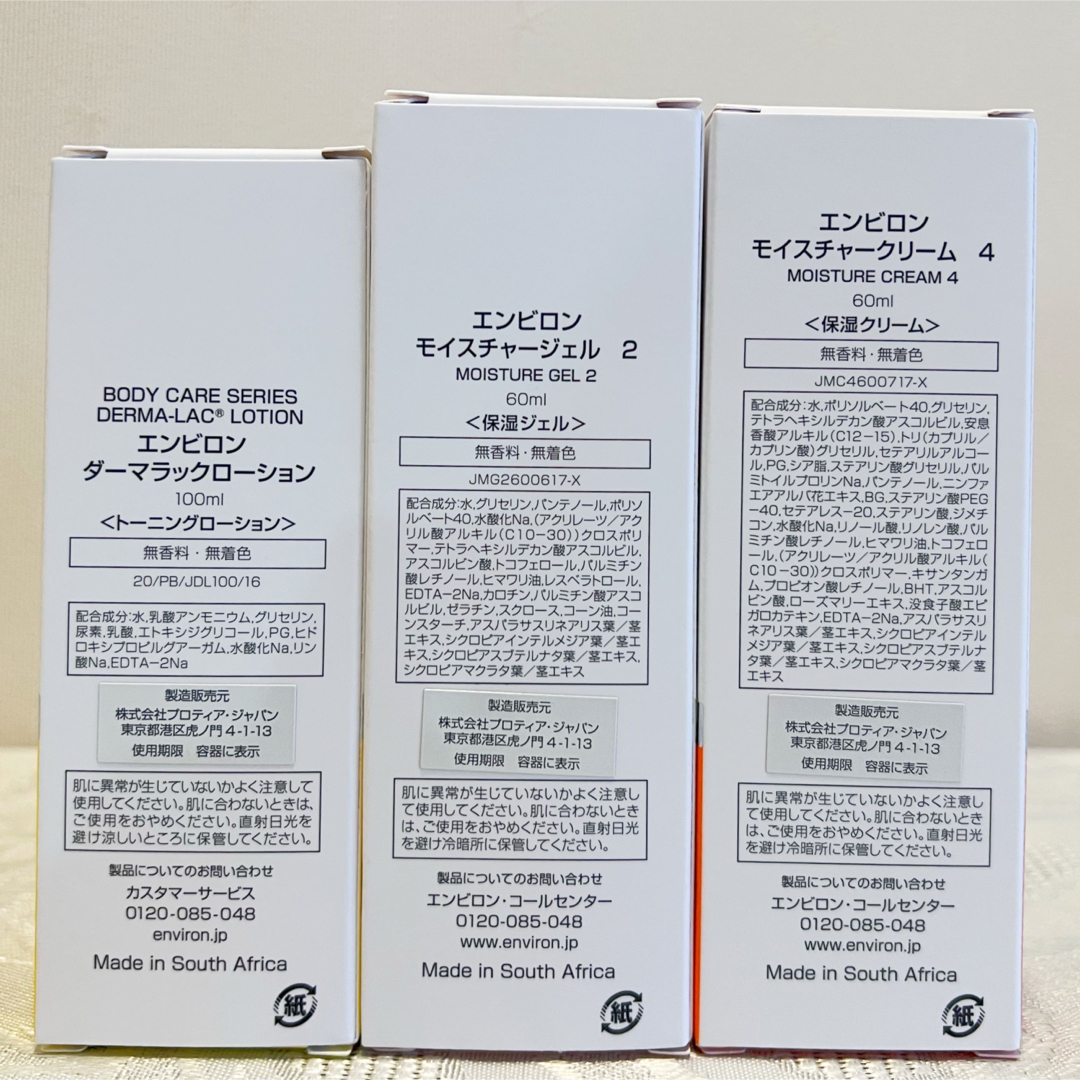 BODY CARE SERIES
DERMA-LAC® LOTION
エンビロン
ダーマラックローション
100ml
＜トーニングローション＞
無香料・無着色
20/PB/JDL100/16
配合成分:水,乳酸アンモニウム,グリセリン,
尿素,乳酸,エトキシジグリコール,PG,ヒド
ロキシプロピルグアーガム,水酸化Na,リン
酸Na,EDTA−2Na
製造販売元
株式会社プロティア・ジャパン
東京都港区虎ノ門 4-1-13
使用期限　容器に表示
肌に異常が生じていないかよく注意して
使用してください。肌に合わないときは、
ご使用をおやめください。直射日光を
避け涼しいところに保管してください。
製品についてのお問い合わせ
カスタマーサービス
0120-085-048
environ.jp
Made in South Africa
紙
エンビロン
モイスチャージェル　2
MOISTURE GEL 2
60ml
＜保湿ジェル＞
無香料・無着色
JMG2600617-X
配合成分:水,グリセリン,パンテノール,ポリソ
ルベート40,水酸化Na,(アクリレーツ／アク
リル酸アルキル(C10−30))クロスポリ
マー,テトラヘキシルデカン酸アスコルビル,
アスコルビン酸,トコフェロール,パルミチン
酸レチノール,ヒマワリ油,レスベラトロール,
EDTA−2Na,カロチン,パルミチン酸アスコ
ルビル,ゼラチン,スクロース,コーン油,コー
ンスターチ,アスパラサスリネアリス葉／茎
エキス,シクロピアインテルメジア葉／茎エ
キス,シクロピアスブテルナタ葉／茎エキス,
シクロピアマクラタ葉／茎エキス
製造販売元
株式会社プロティア・ジャパン
東京都港区虎ノ門 4-1-13
使用期限　容器に表示
肌に異常が生じていないかよく注意し
て使用してください。肌に合わないとき
は、ご使用をおやめください。直射日光
を避け冷暗所に保管してください。
製品についてのお問い合わせ
エンビロン・コールセンター
0120-085-048
www.environ.jp
Made in South Africa
紙
エンビロン
モイスチャークリーム　4
MOISTURE CREAM 4
60ml
＜保湿クリーム＞
無香料・無着色
JMC4600717-X
配合成分:水,ポリソルベート40,グリセリン,
テトラヘキシルデカン酸アスコルビル,安息
香酸アルキル(C12−15),トリ(カプリル／
カプリン酸)グリセリル,セテアリルアルコー
ル,PG,シア脂,ステアリン酸グリセリル,パル
ミトイルプロリンNa,パンテノール,ニンファ
エアアルバ花エキス,BG,ステアリン酸PEG
−40,セテアレス−20,ステアリン酸,ジメチ
コン,水酸化Na,リノール酸,リノレン酸,パル
ミチン酸レチノール,ヒマワリ油,トコフェロ
ール,(アクリレーツ／アクリル酸アルキル
(C10−30))クロスポリマー,キサンタンガ
ム,プロピオン酸レチノール,BHT,アスコル
ビン酸,ローズマリーエキス,没食子酸エピ
ガロカテキン,EDTA−2Na,アスパラサスリ
ネアリス葉／茎エキス,シクロピアインテル
メジア葉／茎エキス,シクロピアスブテルナ
タ葉／茎エキス,シクロピアマクラタ葉／茎
エキス
製造販売元
株式会社プロティア・ジャパン
東京都港区虎ノ門 4-1-13
使用期限　容器に表示
肌に異常が生じていないかよく注意し
て使用してください。肌に合わないとき
は、ご使用をおやめください。直射日光
を避け冷暗所に保管してください。
製品についてのお問い合わせ
エンビロン・コールセンター
0120-085-048
www.environ.jp
Made in South Africa
紙